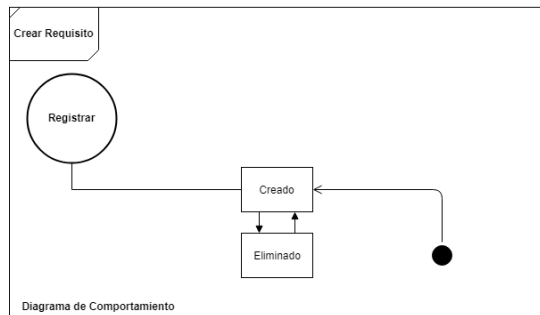 Crear Requisito
Registrar
Creado
Eliminado
Diagrama de Comportamiento